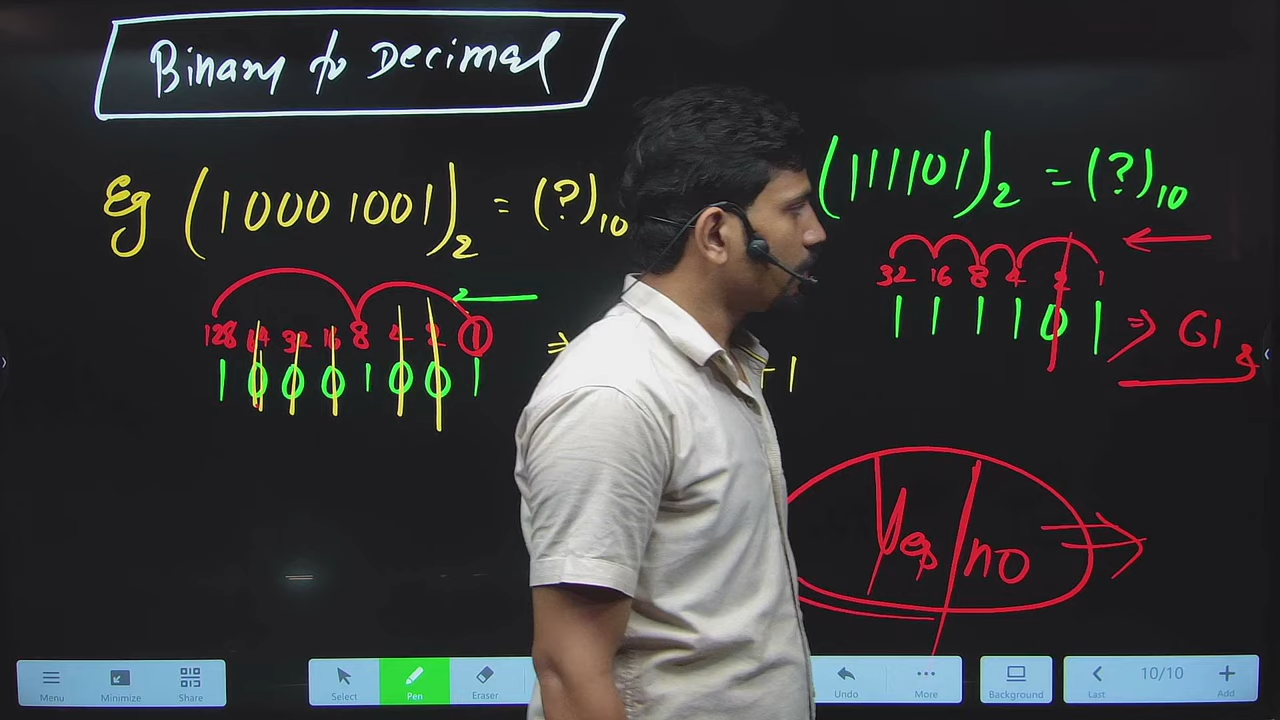 Binary to Decimal
Eg (10001001)₂ = (?)₁₀
128 64 32 16 8 4 2 1
1 0 0 0 1 0 0 1 ⇒
+1
(111101)₂ = (?)₁₀
32 16 8 4 2 1
1 1 1 1 0 1 ⇒ 61
Yes/no
Menu Minimize Share Select Pen Eraser Undo More Background Last 10/10 Add